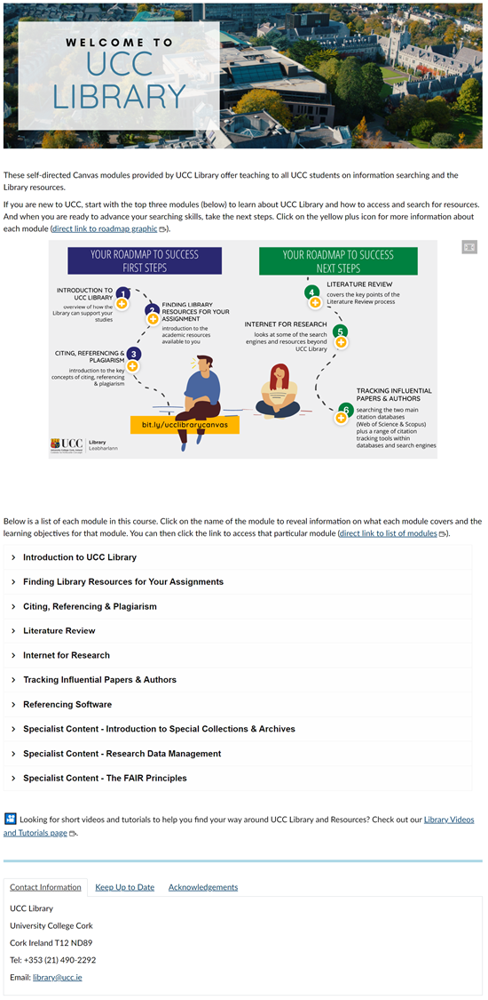 WELCOME TO
UCC
LIBRARY
These self-directed Canvas modules provided by UCC Library offer teaching to all UCC students on information searching and the
Library resources.
If you are new to UCC, start with the top three modules (below) to learn about UCC Library and how to access and search for resources.
And when you are ready to advance your searching skills, take the next steps. Click on the yellow plus icon for more information about
each module (direct link to roadmap graphic).
YOUR ROADMAP TO SUCCESS
FIRST STEPS
INTRODUCTION TO
UCC LIBRARY
overview of how the
Library can support your
studies
1
2
FINDING LIBRARY
RESOURCES FOR YOUR
ASSIGNMENT
introduction to the
academic resources
available to you
CITING, REFERENCING &
PLAGIARISM
introduction to the key
concepts of citing, referencing
& plagiarism
3
bit.ly/ucclibrarycanvas
UCC
Library
Leabharlann
YOUR ROADMAP TO SUCCESS
NEXT STEPS
4
LITERATURE REVIEW
covers the key points of the
Literature Review process
INTERNET FOR RESEARCH
looks at some of the search
engines and resources beyond
UCC Library
5
6
TRACKING INFLUENTIAL
PAPERS & AUTHORS
searching the two main
citation databases
(Web of Science & Scopus)
plus a range of citation
tracking tools within
databases and search engines
Below is a list of each module in this course. Click on the name of the module to reveal information on what each module covers and the
learning objectives for that module. You can then click the link to access that particular module (direct link to list of modules).
Introduction to UCC Library
Finding Library Resources for Your Assignments
Citing, Referencing & Plagiarism
Literature Review
Internet for Research
Tracking Influential Papers & Authors
Referencing Software
Specialist Content - Introduction to Special Collections & Archives
Specialist Content - Research Data Management
Specialist Content - The FAIR Principles
Looking for short videos and tutorials to help you find your way around UCC Library and Resources? Check out our Library Videos
and Tutorials page.
Contact Information Keep Up to Date Acknowledgements
UCC Library
University College Cork
Cork Ireland T12 ND89
Tel: +353 (21) 490-2292
Email: library@ucc.ie